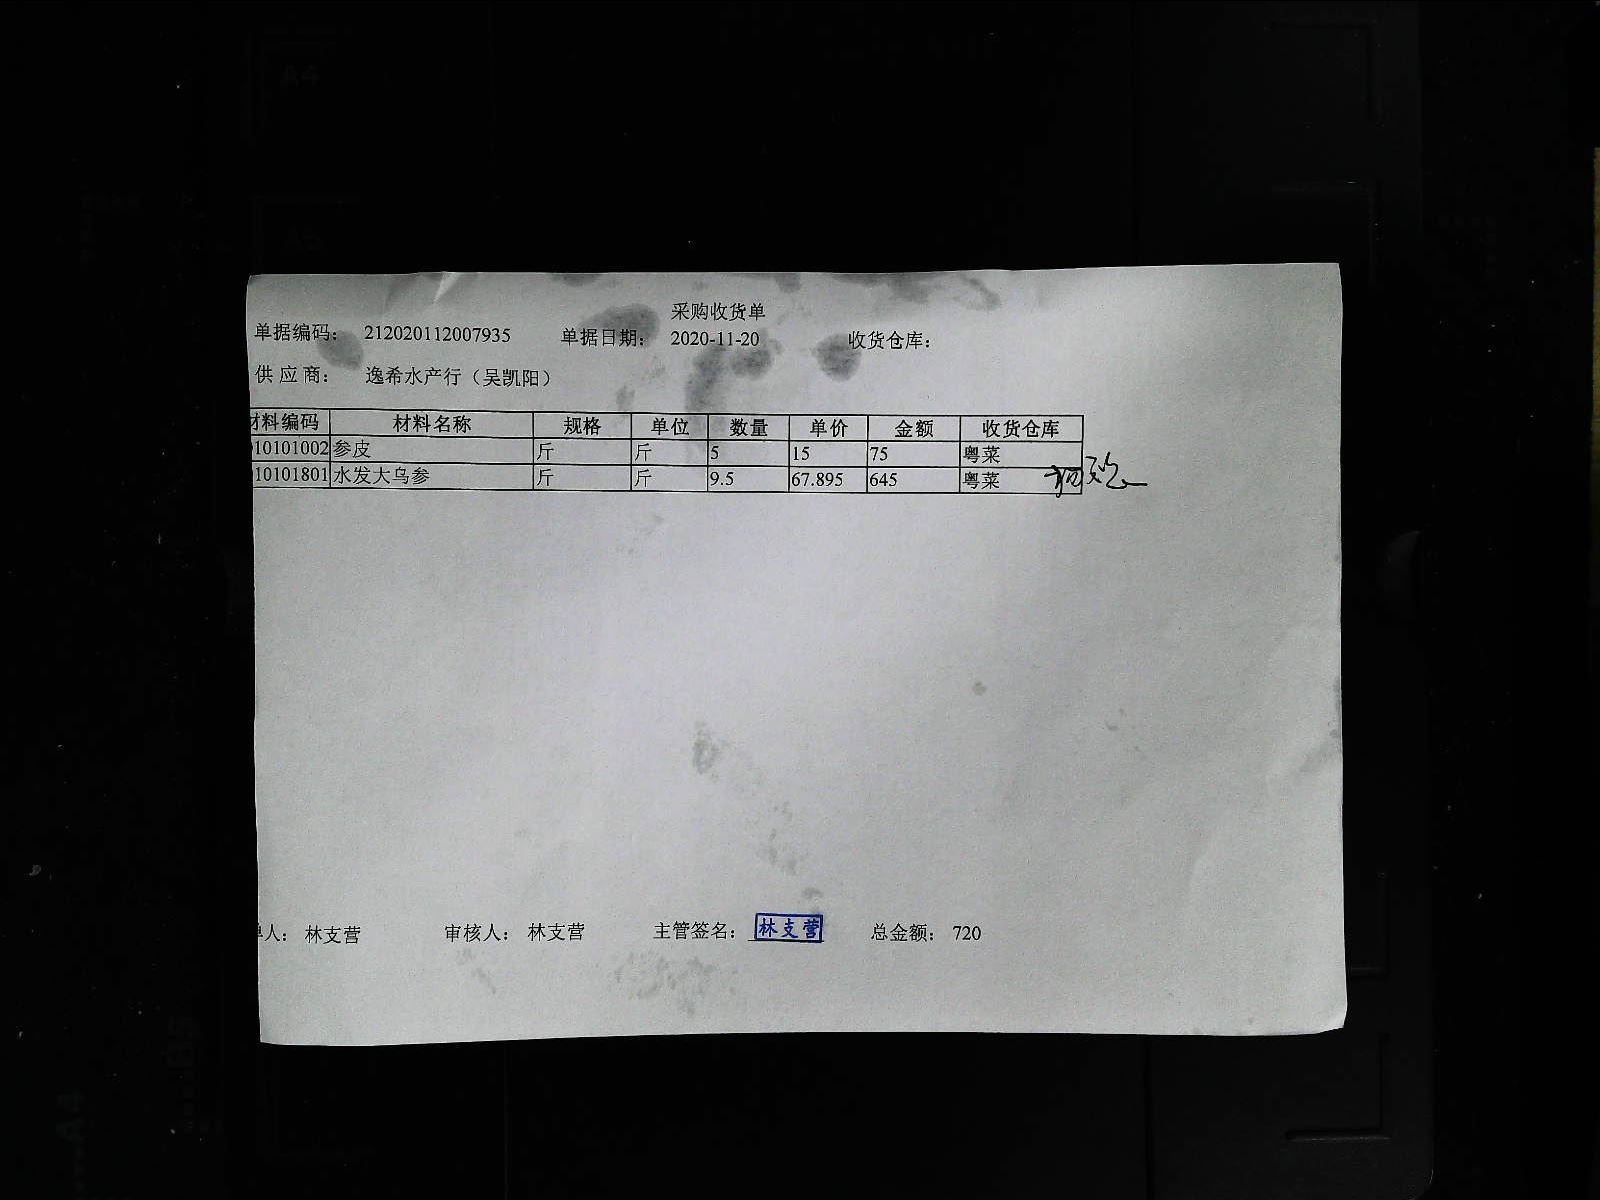 采购收货单
单据编码： 212020112007935 单据日期： 2020-11-20 收货仓库：
供 应 商： 逸希水产行（吴凯阳）
材料编码 材料名称 规格 单位 数量 单价 金额 收货仓库
10101002 参皮 斤 斤 5 15 75 粤菜
10101801 水发大乌参 斤 斤 9.5 67.895 645 粤菜
单人： 林支营 审核人： 林支营 主管签名： 林支营 总金额： 720